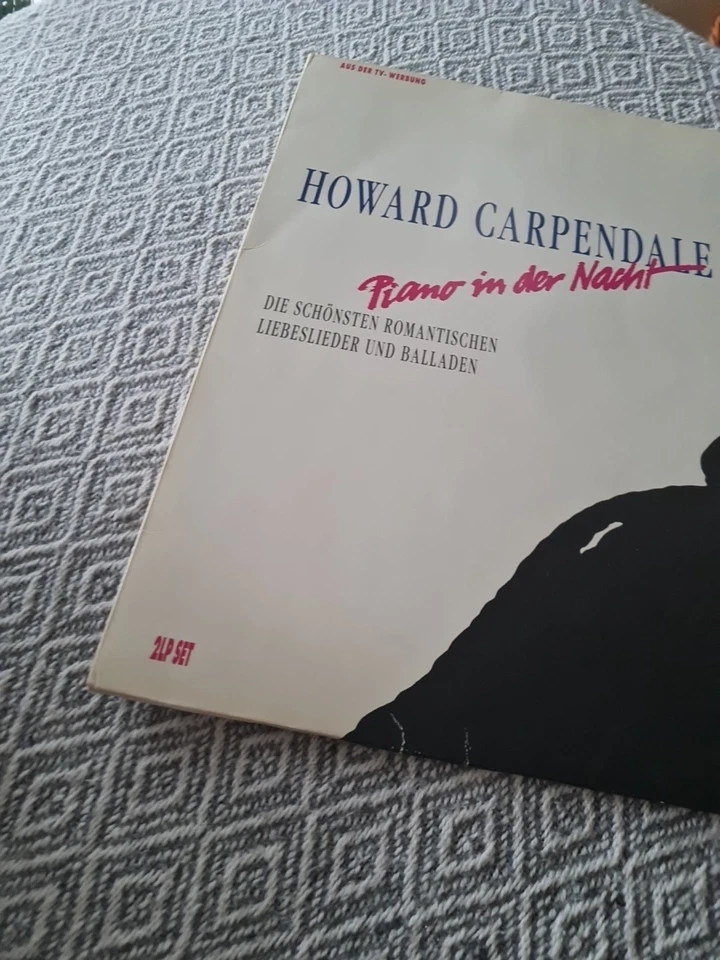 AUS DER TV-WERBUNG
HOWARD CARPENDALE
Piano in der Nacht
DIE SCHÖNSTEN ROMANTISCHEN
LIEBESLIEDER UND BALLADEN
2LP SET